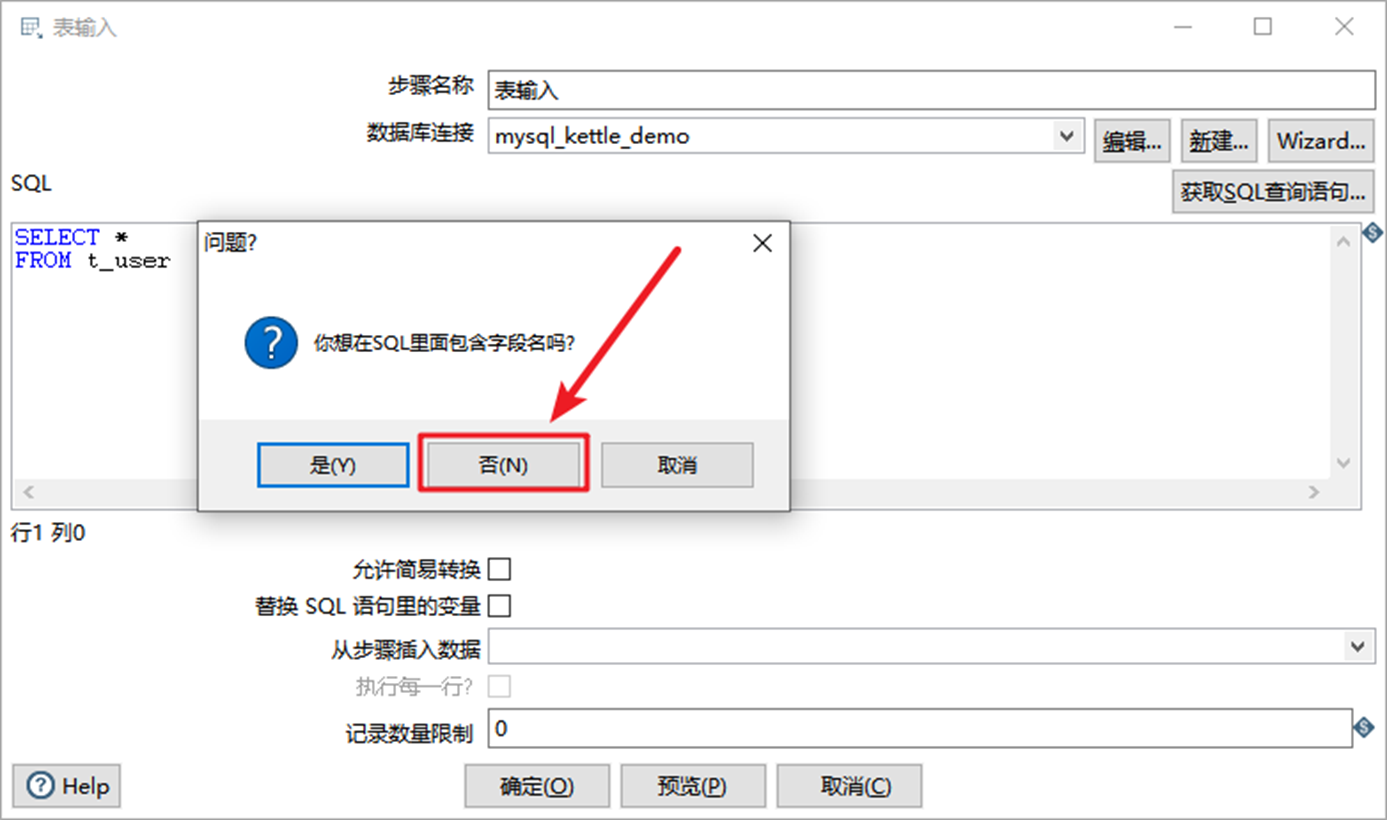 表输入
步骤名称 表输入
数据库连接 mysql_kettle_demo 编辑... 新建... Wizard...
SQL 获取SQL查询语句...
SELECT *
FROM t_user
问题?
你想在SQL里面包含字段名吗?
是(Y) 否(N) 取消
行1 列0
允许简易转换
替换 SQL 语句里的变量
从步骤插入数据
执行每一行?
记录数量限制 0
Help 确定(O) 预览(P) 取消(C)